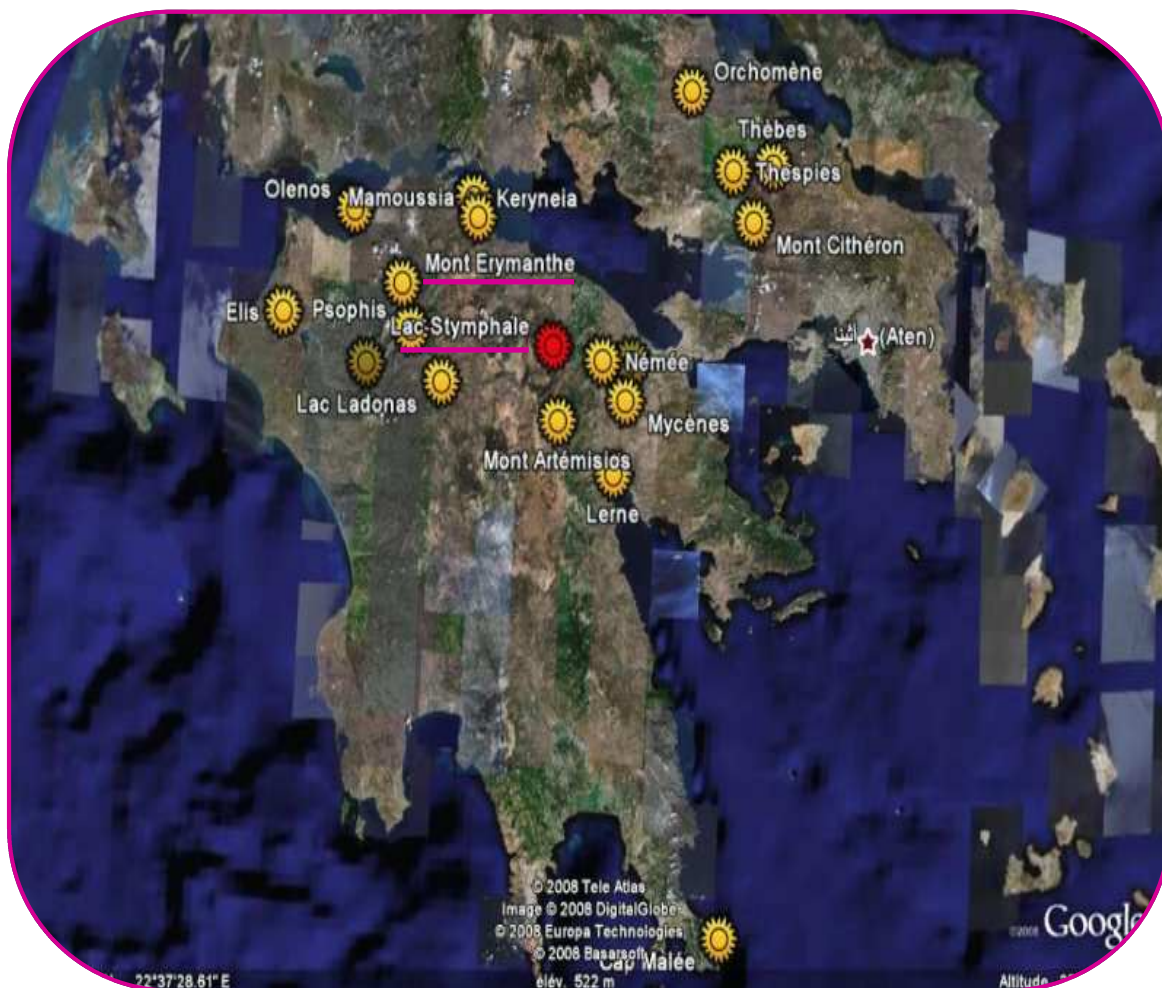 Orchomène
Thèbes
Thespies
Olenos
Mamoussia
Keryneia
Mont Cithéron
Mont Erymanthe
Elis
Psophis
Lac Stymphale
أثينا (Aten)
Némée
Lac Ladonas
Mycènes
Mont Artémisios
Lerne
© 2008 Tele Atlas
Image © 2008 DigitalGlobe
© 2008 Europa Technologies
© 2008 Basarsoft
Cap Malée
©2008 Google
22°37'28.61" E
élév. 522 m
Altitude